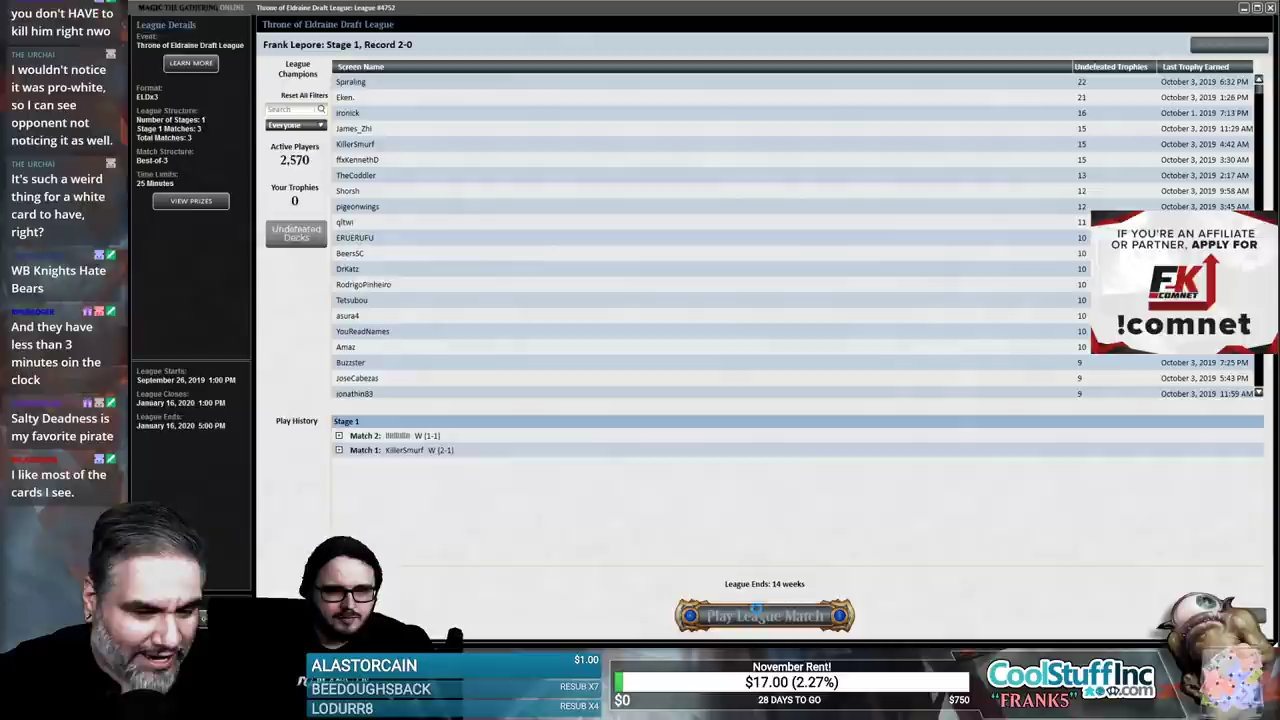 you don't HAVE to
kill him right nwo
THE URCHAI
I wouldn't notice
it was pro-white,
so I can see
opponent not
noticing it as well.
THE URCHAI
It's such a weird
thing for a white
card to have,
right?
WB Knights Hate
Bears
And they have
less than 3
minutes oin the
clock
Salty Deadness is
my favorite pirate
I like most of the
cards I see.
MAGIC THE GATHERING ONLINE
Throne of Eldraine Draft League: League #4752
League Details
Event:
Throne of Eldraine Draft League
LEARN MORE
Format:
ELDx3
League Structure:
Number of Stages: 1
Stage 1 Matches: 3
Total Matches: 3
Match Structure:
Best-of-3
Time Limits:
25 Minutes
VIEW PRIZES
League Starts:
September 26, 2019 1:00 PM
League Closes:
January 16, 2020 1:00 PM
League Ends:
January 16, 2020 5:00 PM
Throne of Eldraine Draft League
Frank Lepore: Stage 1, Record 2-0
League
Champions
Reset All Filters
Search
Everyone
Active Players
2,570
Your Trophies
0
Undefeated
Decks
Screen Name Undefeated Trophies Last Trophy Earned
Spiraling 22 October 3, 2019 6:32 PM
Eken. 21 October 3, 2019 1:26 PM
ironick 16 October 1, 2019 7:13 PM
James_Zhi 15 October 3, 2019 11:29 AM
KillerSmurf 15 October 3, 2019 4:42 AM
ffxKennethD 15 October 3, 2019 3:30 AM
TheCoddler 13 October 3, 2019 2:17 AM
Shorsh 12 October 3, 2019 9:58 AM
pigeonwings 12 October 3, 2019 3:45 AM
qltwi 11
ERUERUFU 10
BeersSC 10
DrKatz 10
RodrigoPinheiro 10
Tetsubou 10
asura4 10
YouReadNames 10
Amaz 10
Buzzster 9 October 3, 2019 7:25 PM
JoseCabezas 9 October 3, 2019 5:43 PM
jonathin83 9 October 3, 2019 11:59 AM
IF YOU'RE AN AFFILIATE
OR PARTNER, APPLY FOR
FK
COMNET
!comnet
Play History
Stage 1
Match 2: W [1-1]
Match 1: KillerSmurf W [2-1]
League Ends: 14 weeks
Play League Match
ALASTORCAIN $1.00
BEEDOUGHSBACK RESUB X7
LODURR8 RESUB X4
November Rent!
$17.00 (2.27%)
$0 28 DAYS TO GO $750
CoolStuffInc
.com
"FRANK5"